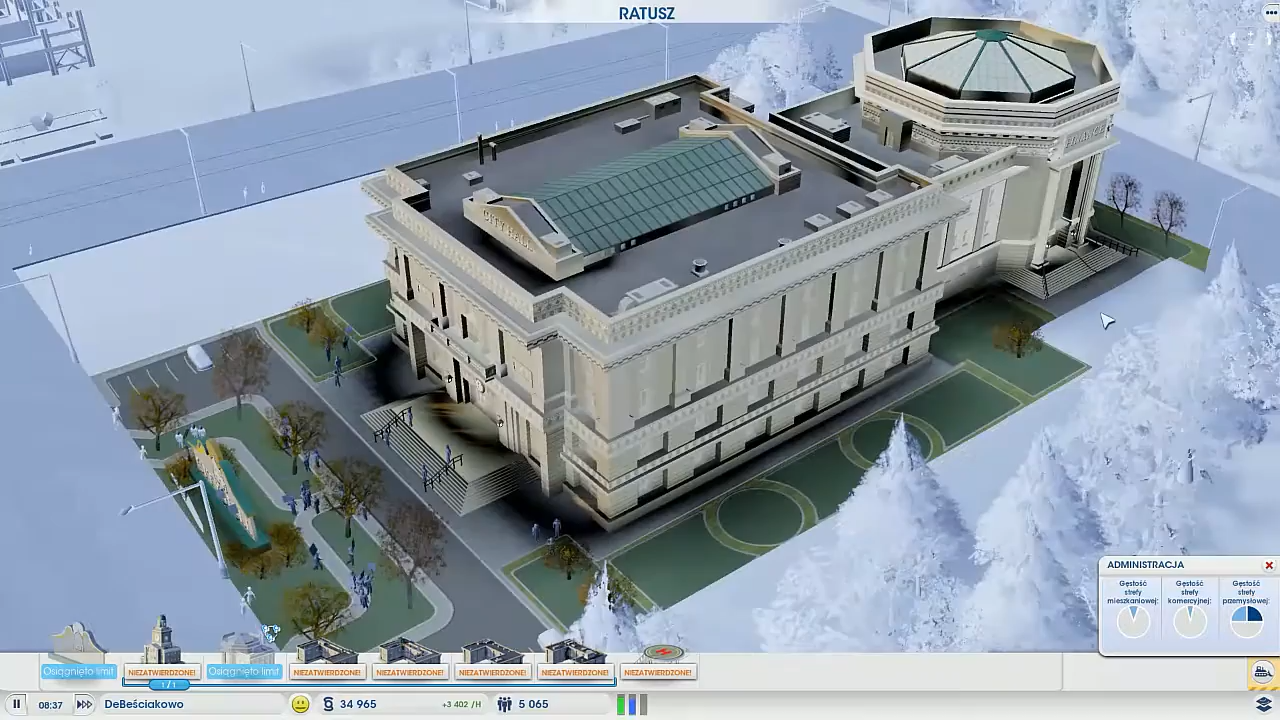 RATUSZ
CITY HALL
FINANCE
ADMINISTRACJA
Gęstość
strefy
mieszkaniowej:
Gęstość
strefy
komercyjnej:
Gęstość
strefy
przemysłowej:
Osiągnięto limit
NIEZATWIERDZONE!
Osiągnięto limit
NIEZATWIERDZONE!
NIEZATWIERDZONE!
NIEZATWIERDZONE!
NIEZATWIERDZONE!
NIEZATWIERDZONE!
1 / 1
08:37
DeBeściakowo
34 965
+3 402 /H
5 065